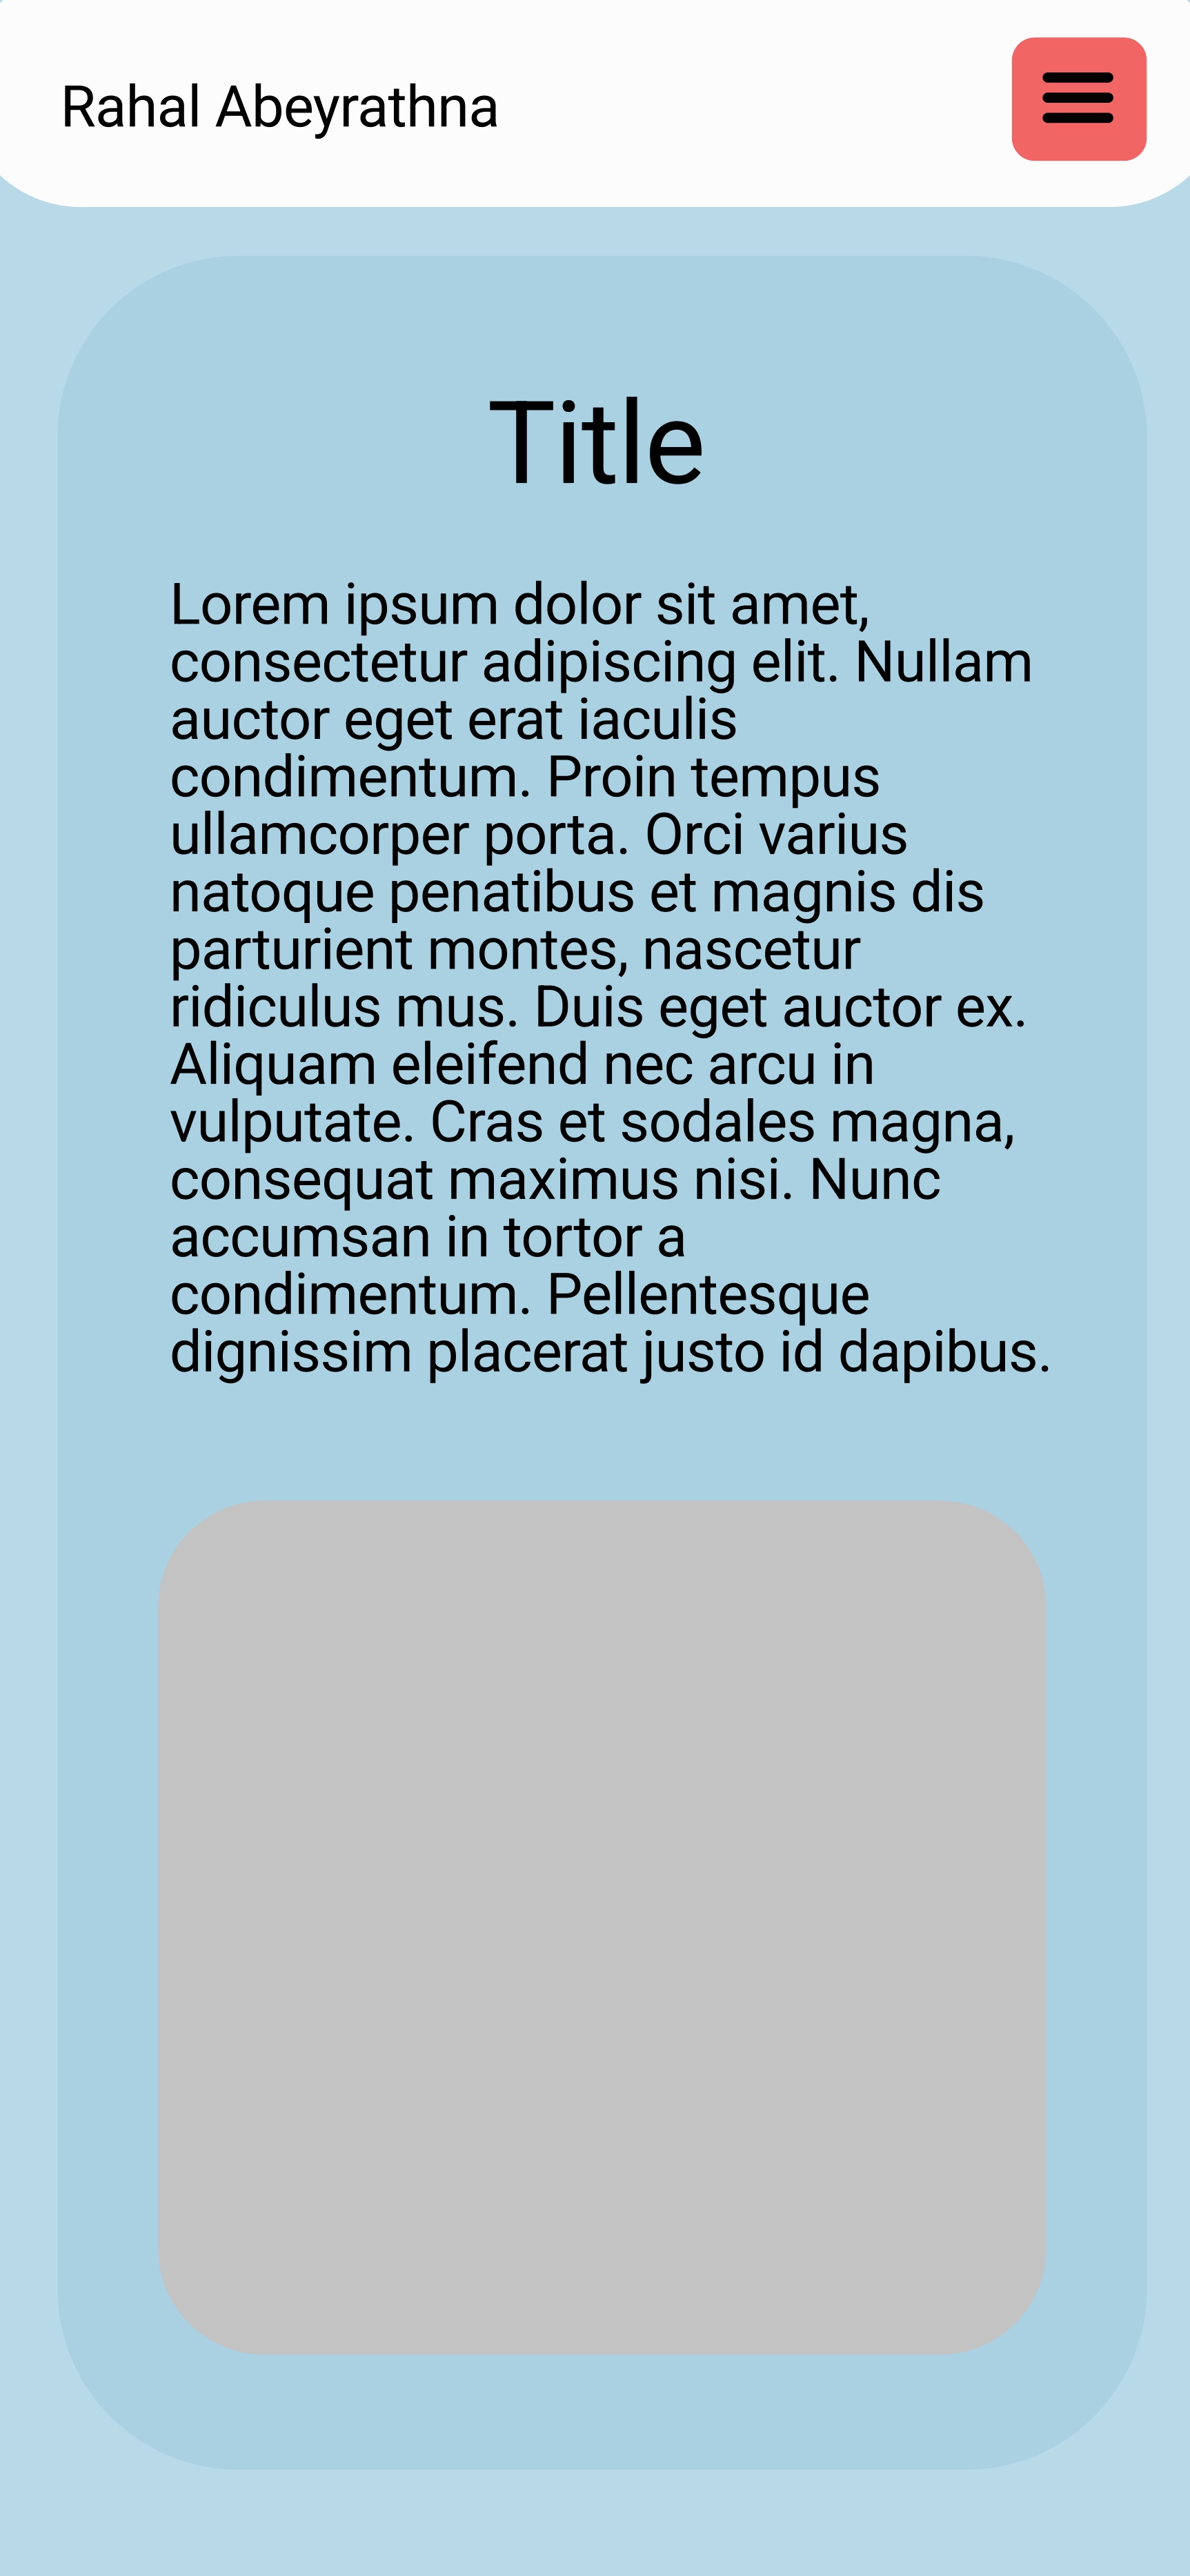 Rahal Abeyrathna
Title
Lorem ipsum dolor sit amet,
consectetur adipiscing elit. Nullam
auctor eget erat iaculis
condimentum. Proin tempus
ullamcorper porta. Orci varius
natoque penatibus et magnis dis
parturient montes, nascetur
ridiculus mus. Duis eget auctor ex.
Aliquam eleifend nec arcu in
vulputate. Cras et sodales magna,
consequat maximus nisi. Nunc
accumsan in tortor a
condimentum. Pellentesque
dignissim placerat justo id dapibus.